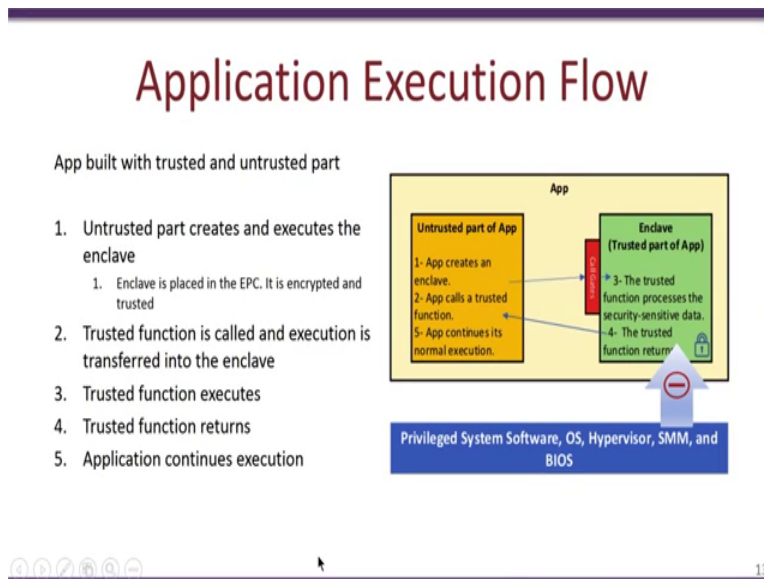 Application Execution Flow
App built with trusted and untrusted part
1. Untrusted part creates and executes the
enclave
1. Enclave is placed in the EPC. It is encrypted and
trusted
2. Trusted function is called and execution is
transferred into the enclave
3. Trusted function executes
4. Trusted function returns
5. Application continues execution
App
Untrusted part of App
1- App creates an
enclave.
2- App calls a trusted
function.
5- App continues its
normal execution.
Call Gates
Enclave
(Trusted part of App)
3- The trusted
function processes the
security-sensitive data.
4- The trusted
function return
Privileged System Software, OS, Hypervisor, SMM, and
BIOS